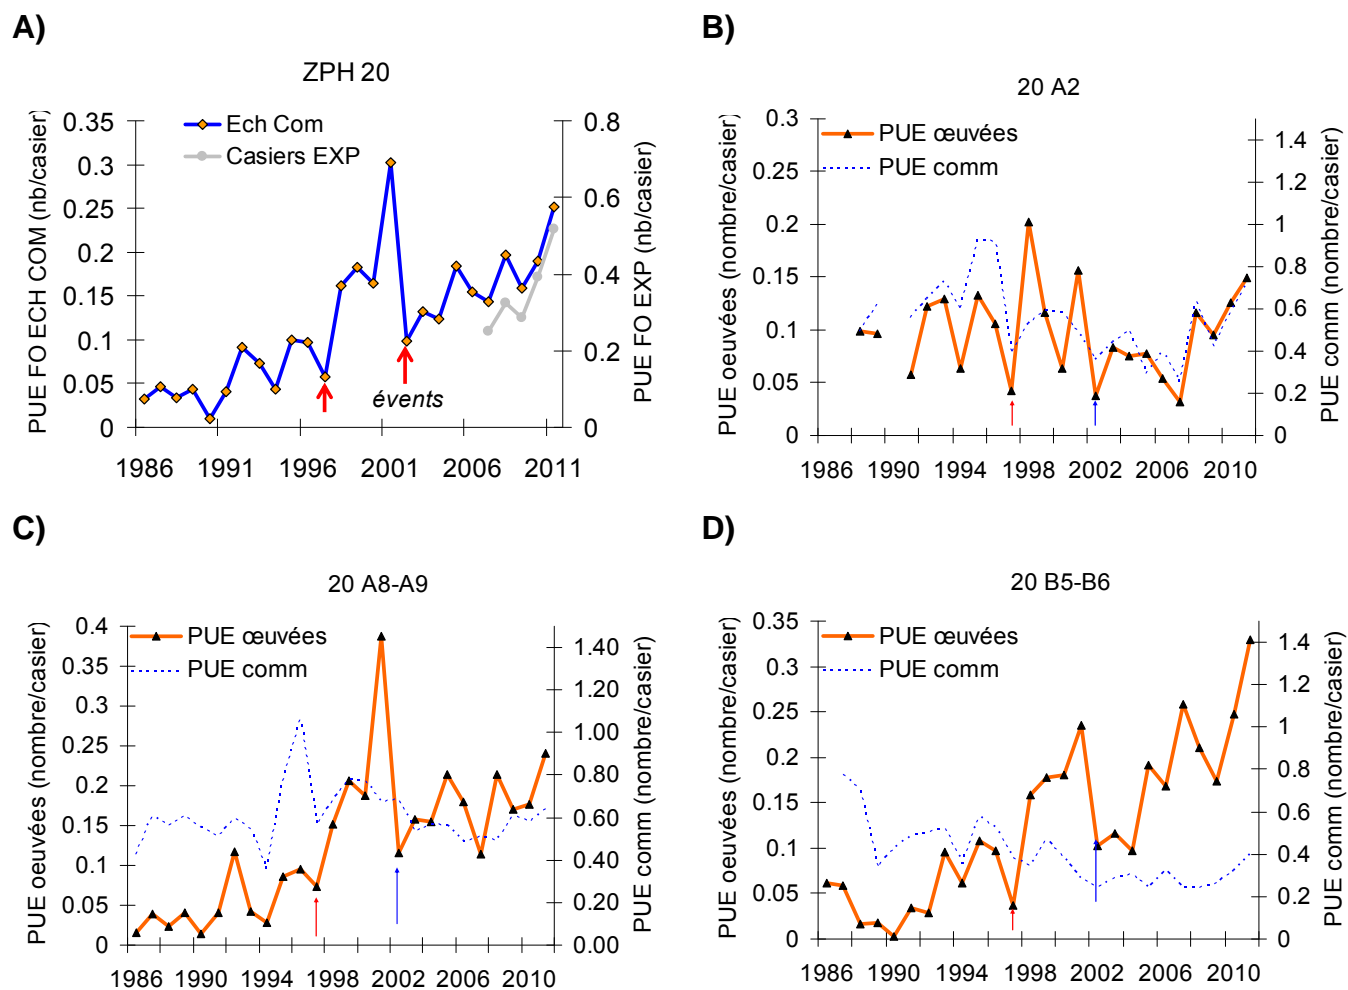 A)
ZPH 20
PUE FO ECH COM (nb/casier)
0.35
0.3
0.25
0.2
0.15
0.1
0.05
0
Ech Com
Casiers EXP
évents
0.8
0.6
0.4
0.2
0
PUE FO EXP (nb/casier)
1986 1991 1996 2001 2006 2011
B)
20 A2
PUE oeuvées (nombre/casier)
0.3
0.25
0.2
0.15
0.1
0.05
0
PUE œuvées
PUE comm
1.4
1.2
1
0.8
0.6
0.4
0.2
0
PUE comm (nombre/casier)
1986 1990 1994 1998 2002 2006 2010
C)
20 A8-A9
PUE oeuvées (nombre/casier)
0.4
0.35
0.3
0.25
0.2
0.15
0.1
0.05
0
PUE œuvées
PUE comm
1.40
1.20
1.00
0.80
0.60
0.40
0.20
0.00
PUE comm (nombre/casier)
1986 1990 1994 1998 2002 2006 2010
D)
20 B5-B6
PUE œuvées (nombre/casier)
0.35
0.3
0.25
0.2
0.15
0.1
0.05
0
PUE œuvées
PUE comm
1.4
1.2
1
0.8
0.6
0.4
0.2
0
PUE comm (nombre/casier)
1986 1990 1994 1998 2002 2006 2010